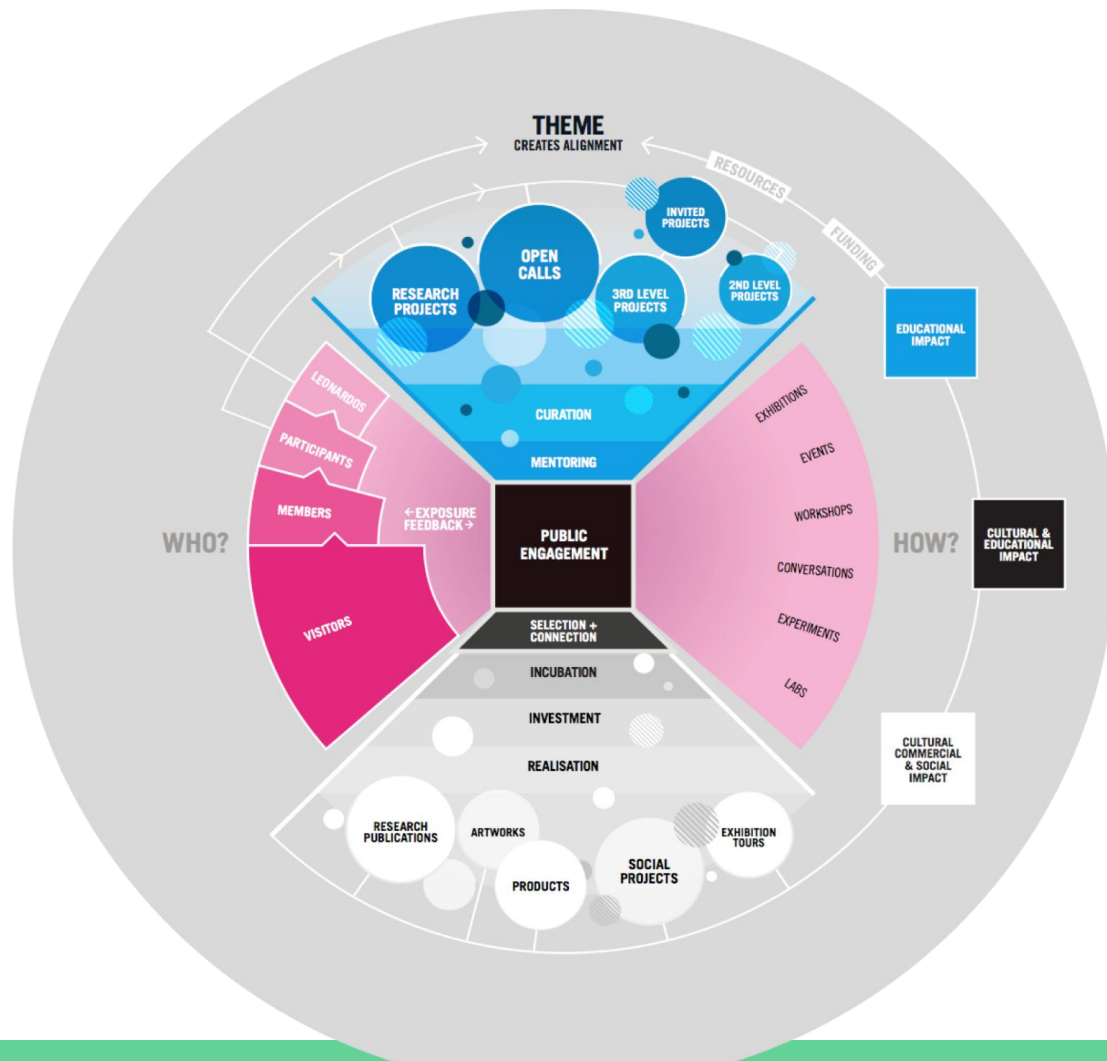 THEME
CREATES ALIGNMENT
RESOURCES
FUNDING
INVITED
PROJECTS
OPEN
CALLS
RESEARCH
PROJECTS
3RD LEVEL
PROJECTS
2ND LEVEL
PROJECTS
EDUCATIONAL
IMPACT
CURATION
MENTORING
LEONARDOS
PARTICIPANTS
MEMBERS
VISITORS
←EXPOSURE
FEEDBACK→
WHO?
PUBLIC
ENGAGEMENT
EXHIBITIONS
EVENTS
WORKSHOPS
CONVERSATIONS
EXPERIMENTS
LABS
HOW?
CULTURAL &
EDUCATIONAL
IMPACT
SELECTION +
CONNECTION
INCUBATION
INVESTMENT
REALISATION
CULTURAL
COMMERCIAL
& SOCIAL
IMPACT
RESEARCH
PUBLICATIONS
ARTWORKS
PRODUCTS
SOCIAL
PROJECTS
EXHIBITION
TOURS